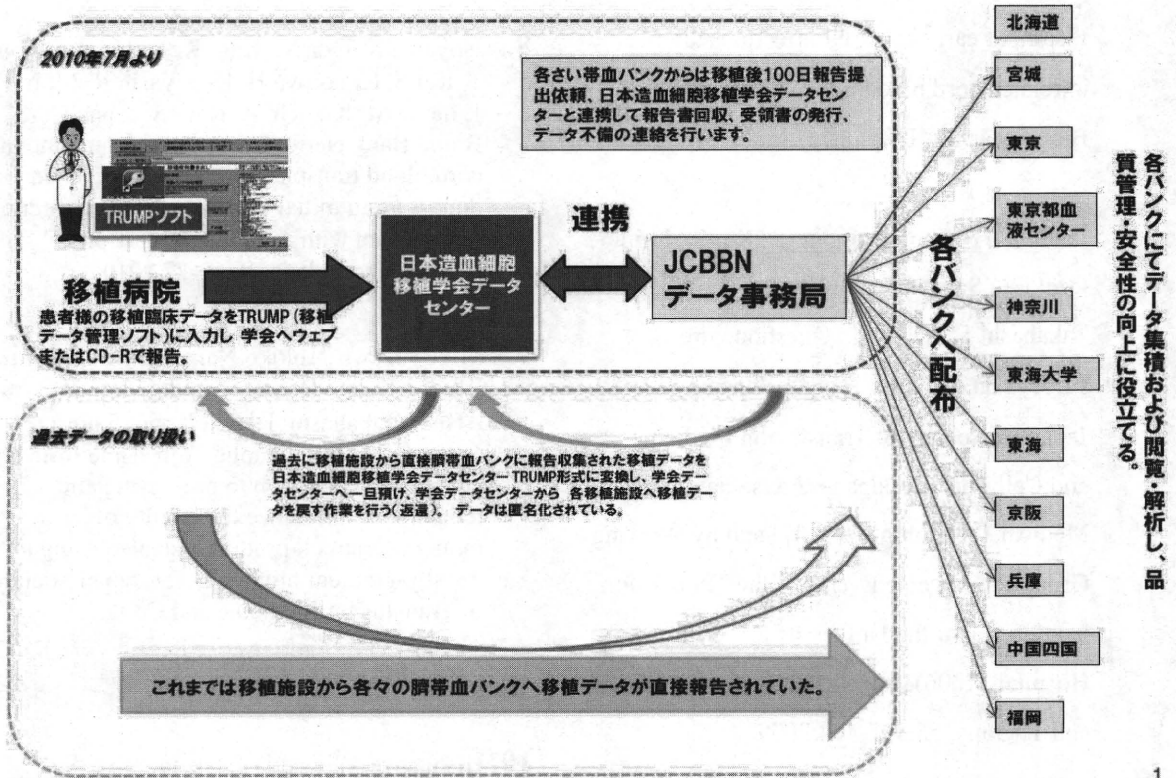 2010年7月より
各さい帯血バンクからは移植後100日報告提
出依頼、日本造血細胞移植学会データセン
ターと連携して報告書回収、受領書の発行、
データ不備の連絡を行います。
TRUMPソフト
移植病院
患者様の移植臨床データをTRUMP(移植
データ管理ソフト)に入力し 学会へウェブ
またはCD-Rで報告。
日本造血細胞
移植学会データ
センター
連携
JCBBN
データ事務局
各バンクへ配布
北海道
宮城
東京
東京都血
液センター
神奈川
東海大学
東海
京阪
兵庫
中国四国
福岡
各バンクにてデータ集積および閲覧・解析し、品
質管理・安全性の向上に役立てる。
過去データの取り扱い
過去に移植施設から直接臍帯血バンクに報告収集された移植データを
日本造血細胞移植学会データセンターTRUMP形式に変換し、学会デー
タセンターへ一旦預け、学会データセンターから 各移植施設へ移植デー
タを戻す作業を行う(返還)。 データは匿名化されている。
これまでは移植施設から各々の臍帯血バンクへ移植データが直接報告されていた。
1